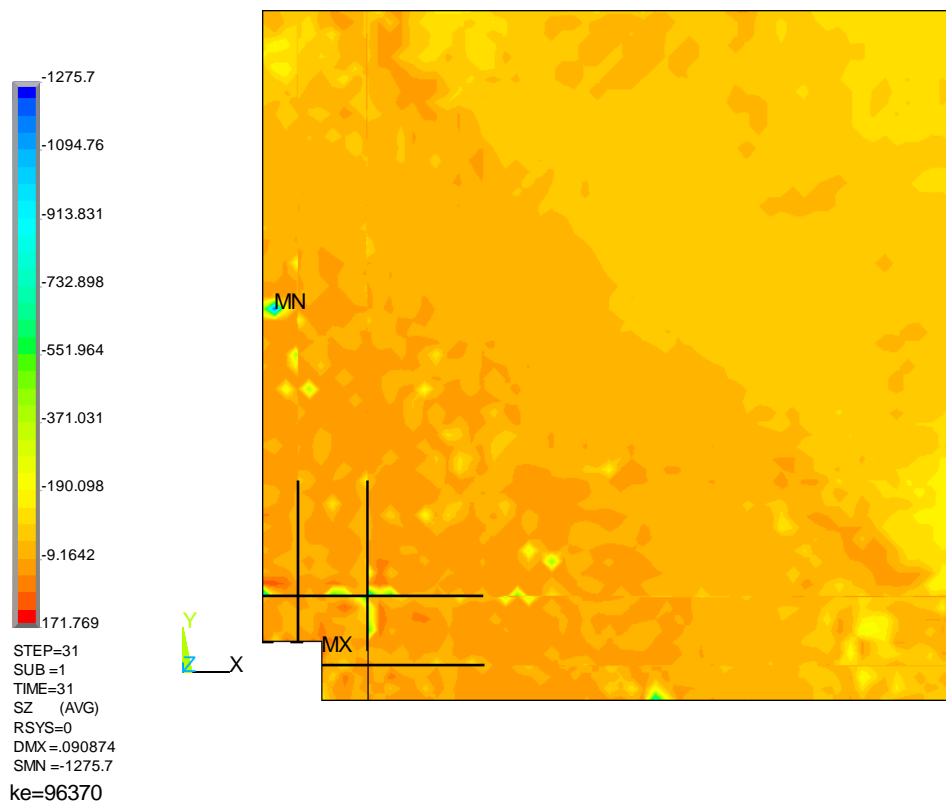 -1275.7
-1094.76
-913.831
-732.898
-551.964
-371.031
-190.098
-9.1642
171.769
STEP=31
SUB =1
TIME=31
SZ (AVG)
RSYS=0
DMX =.090874
SMN =-1275.7
ke=96370
Y
Z
X
MN
MX